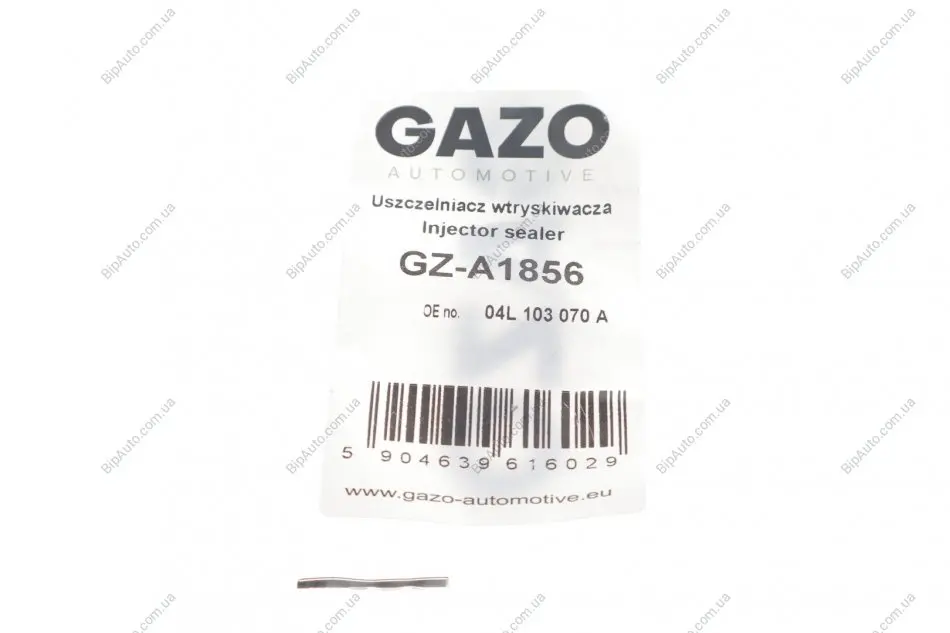 GAZO
AUTOMOTIVE
Uszczelniacz wtryskiwacza
Injector sealer
GZ-A1856
OE no. 04L 103 070 A
5 904639 616029
www.gazo-automotive.eu
BipAuto.com.ua